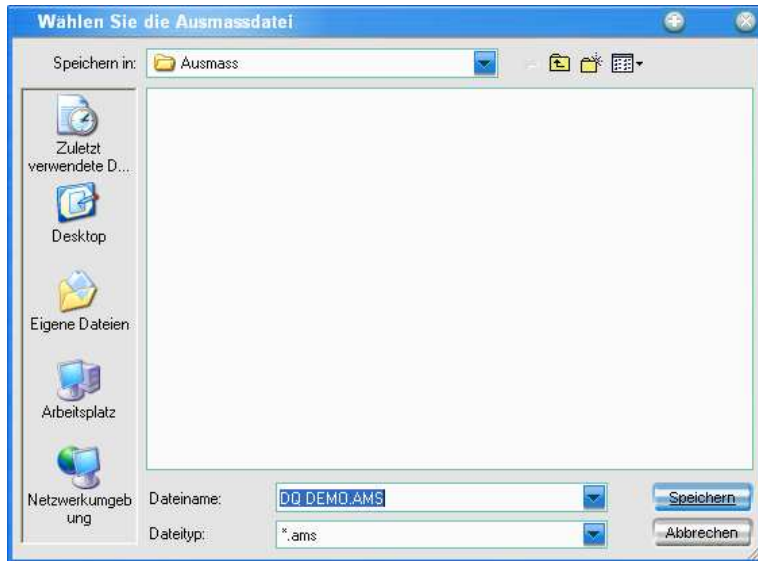 Wählen Sie die Ausmassdatei
Speichern in:
Ausmass
Zuletzt
verwendete D...
Desktop
Eigene Dateien
Arbeitsplatz
Netzwerkumgeb
ung
Dateiname:
DQ DEMO.AMS
Speichern
Dateityp:
*.ams
Abbrechen